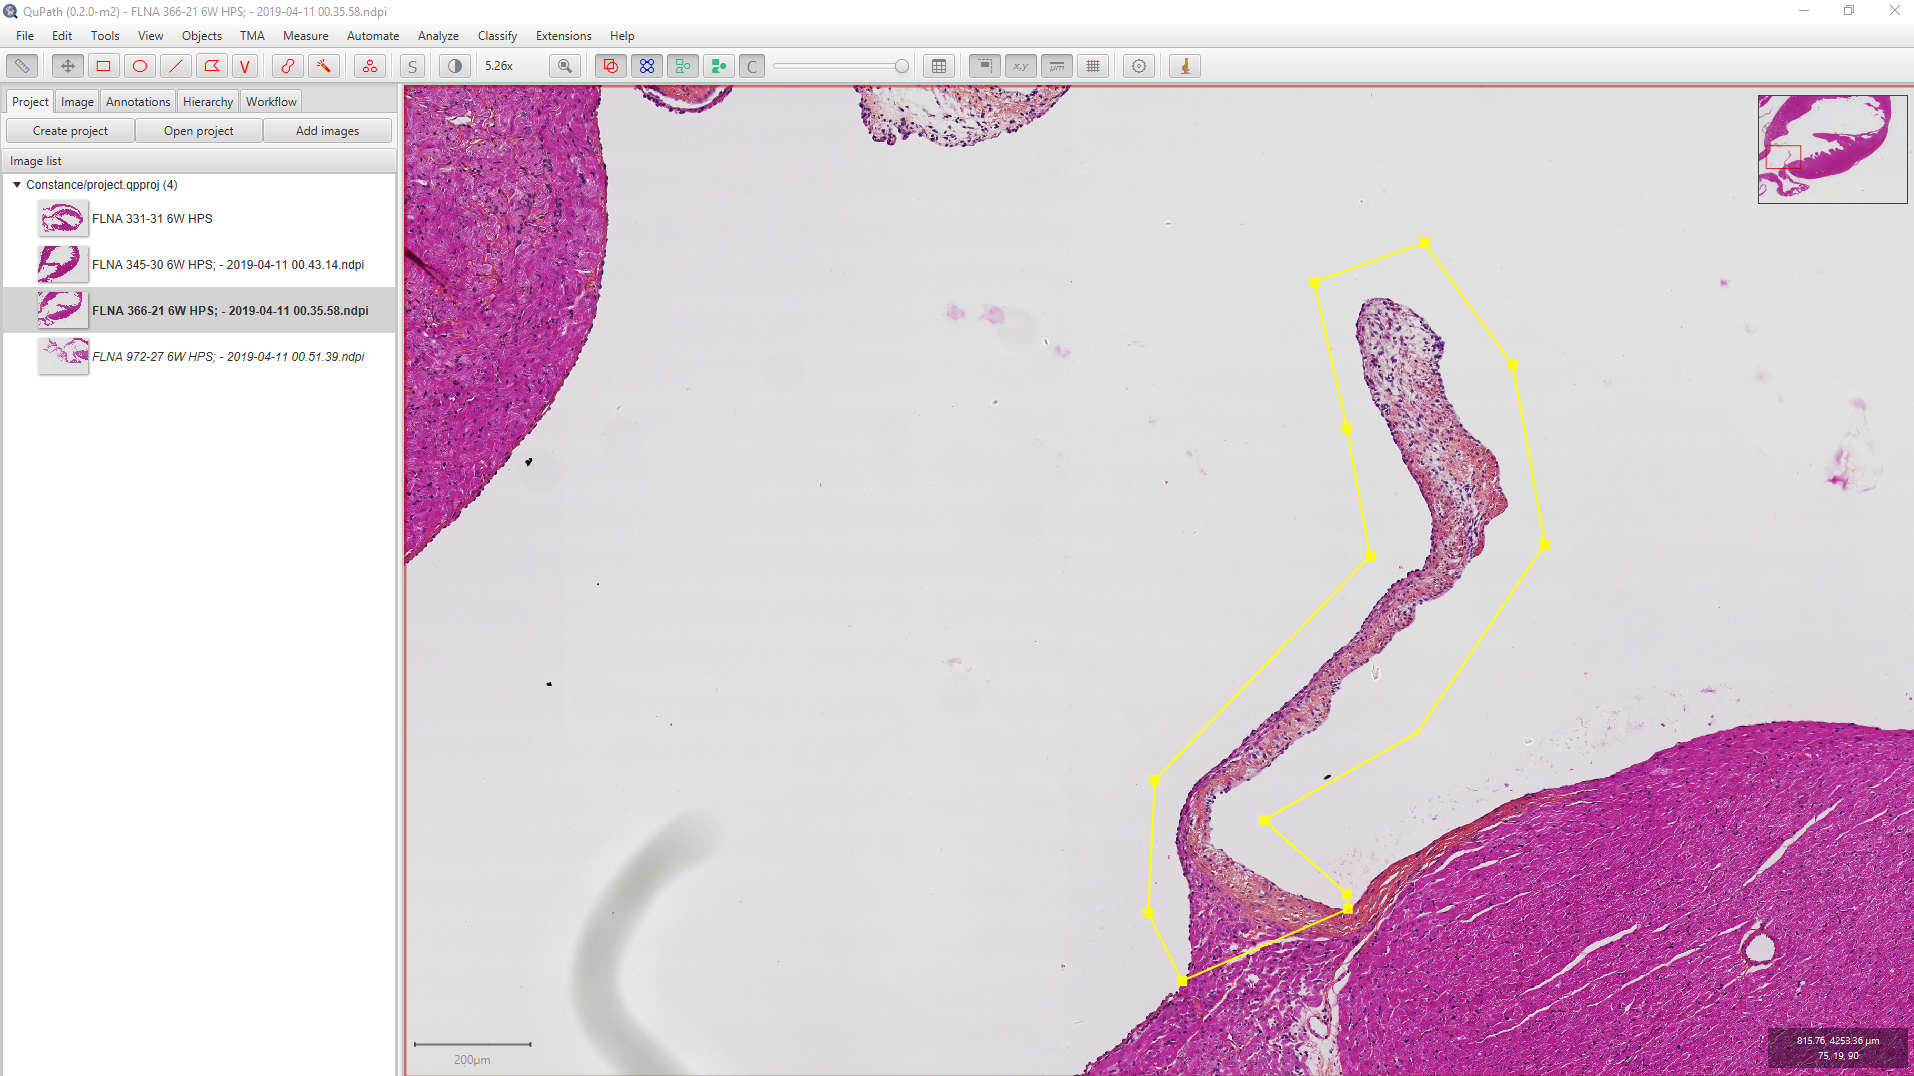 QuPath (0.2.0-m2) - FLNA 366-21 6W HPS; - 2019-04-11 00.35.58.ndpi
File Edit Tools View Objects TMA Measure Automate Analyze Classify Extensions Help
V S 5.26x C x,y μm
Project Image Annotations Hierarchy Workflow
Create project Open project Add images
Image list
Constance/project.qpproj (4)
FLNA 331-31 6W HPS
FLNA 345-30 6W HPS; - 2019-04-11 00.43.14.ndpi
FLNA 366-21 6W HPS; - 2019-04-11 00.35.58.ndpi
FLNA 972-27 6W HPS; - 2019-04-11 00.51.39.ndpi
200μm
815.76, 4253.36 μm
75, 19, 90